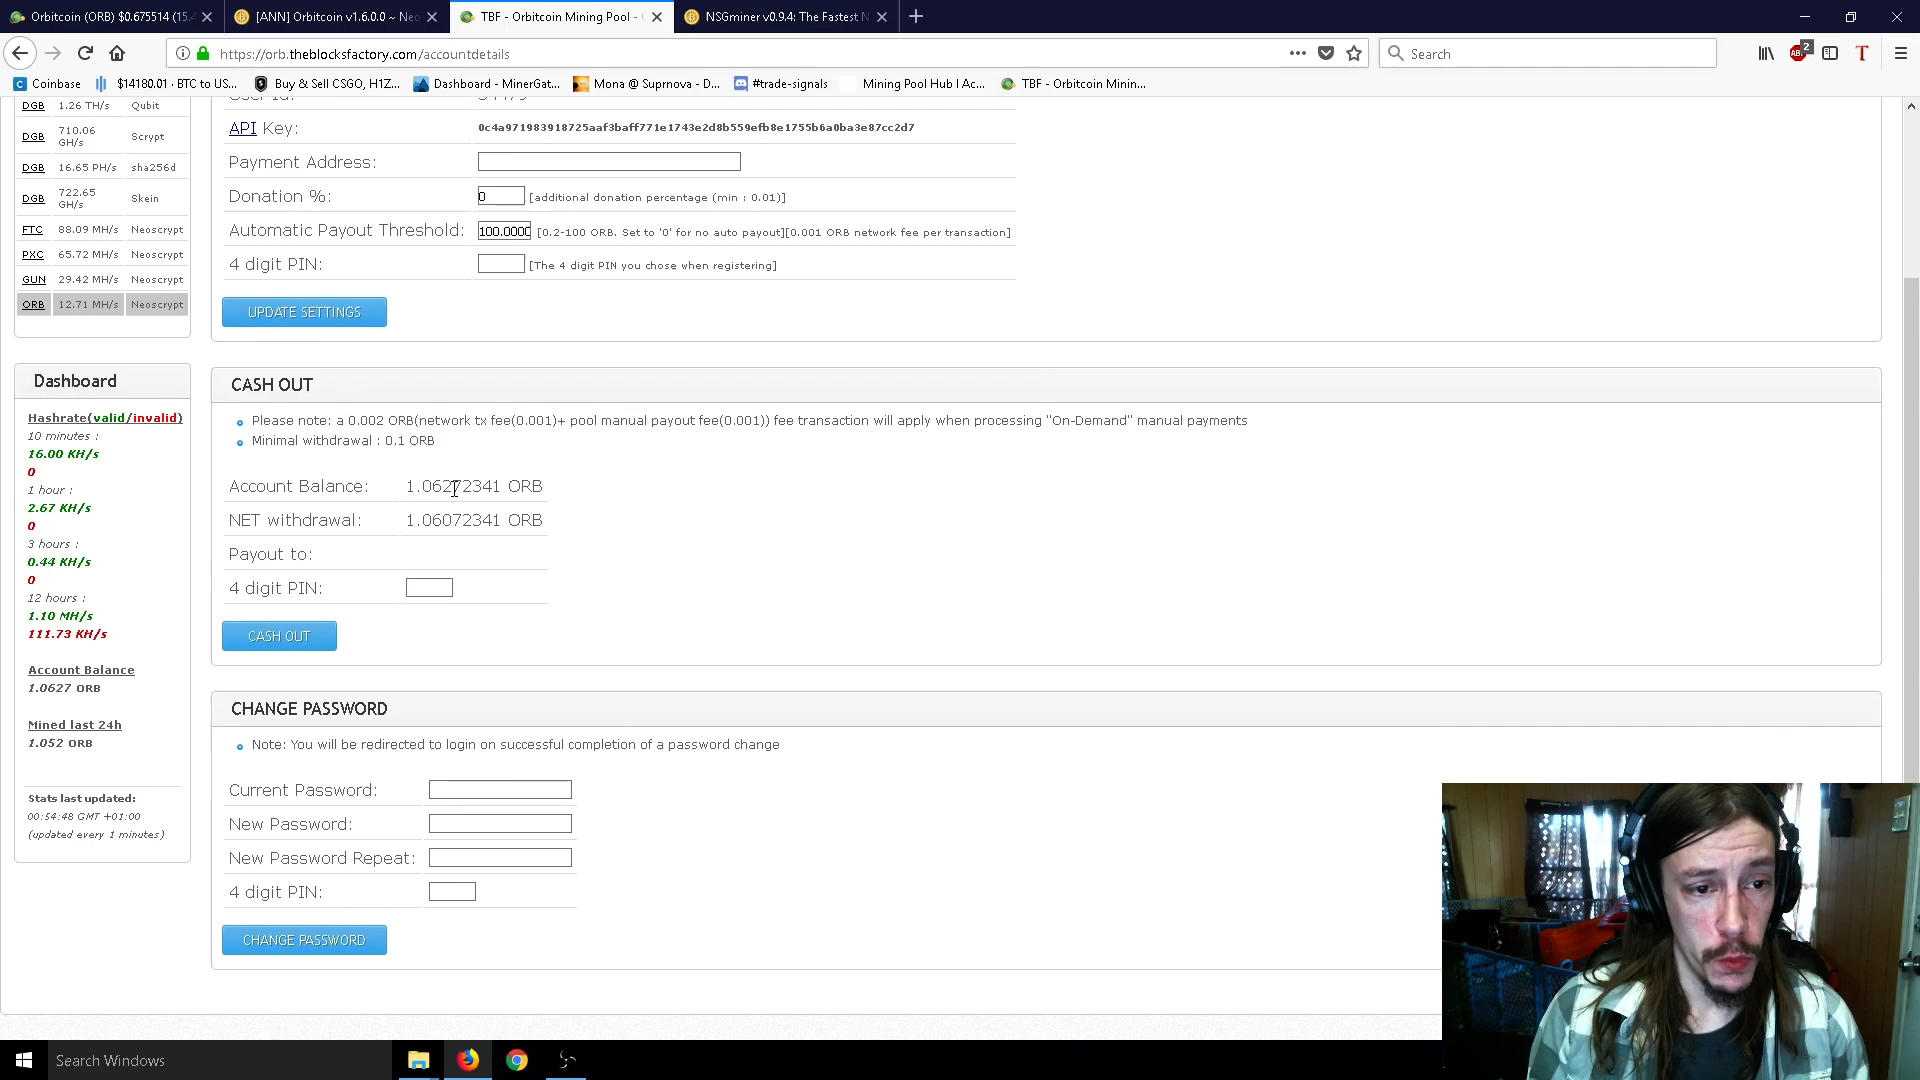 Orbitcoin (ORB) $0.675514 (15.4
[ANN] Orbitcoin v1.6.0.0 ~ Neo
TBF - Orbitcoin Mining Pool -
NSGminer v0.9.4: The Fastest N
https://orb.theblocksfactory.com/accountdetails
Search
2
Coinbase
$14180.01 · BTC to US...
Buy & Sell CSGO, H1Z...
Dashboard - MinerGat...
Mona @ Suprnova - D...
#trade-signals
Mining Pool Hub | Ac...
TBF - Orbitcoin Minin...
DGB 1.26 TH/s Qubit
DGB 710.06 GH/s Scrypt
DGB 16.65 PH/s sha256d
DGB 722.65 GH/s Skein
FTC 88.09 MH/s Neoscrypt
PXC 65.72 MH/s Neoscrypt
GUN 29.42 MH/s Neoscrypt
ORB 12.71 MH/s Neoscrypt
API Key: 0c4a971983918725aaf3baff771e1743e2d8b559efb8e1755b6a0ba3e87cc2d7
Payment Address:
Donation %: 0 [additional donation percentage (min : 0.01)]
Automatic Payout Threshold: 100.0000 [0.2-100 ORB. Set to '0' for no auto payout][0.001 ORB network fee per transaction]
4 digit PIN: [The 4 digit PIN you chose when registering]
UPDATE SETTINGS
Dashboard
Hashrate(valid/invalid)
10 minutes :
16.00 KH/s
0
1 hour :
2.67 KH/s
0
3 hours :
0.44 KH/s
0
12 hours :
1.10 MH/s
111.73 KH/s
Account Balance
1.0627 ORB
Mined last 24h
1.052 ORB
Stats last updated:
00:54:48 GMT +01:00
(updated every 1 minutes)
CASH OUT
Please note: a 0.002 ORB(network tx fee(0.001)+ pool manual payout fee(0.001)) fee transaction will apply when processing "On-Demand" manual payments
Minimal withdrawal : 0.1 ORB
Account Balance: 1.06272341 ORB
NET withdrawal: 1.06072341 ORB
Payout to:
4 digit PIN:
CASH OUT
CHANGE PASSWORD
Note: You will be redirected to login on successful completion of a password change
Current Password:
New Password:
New Password Repeat:
4 digit PIN:
CHANGE PASSWORD
Search Windows